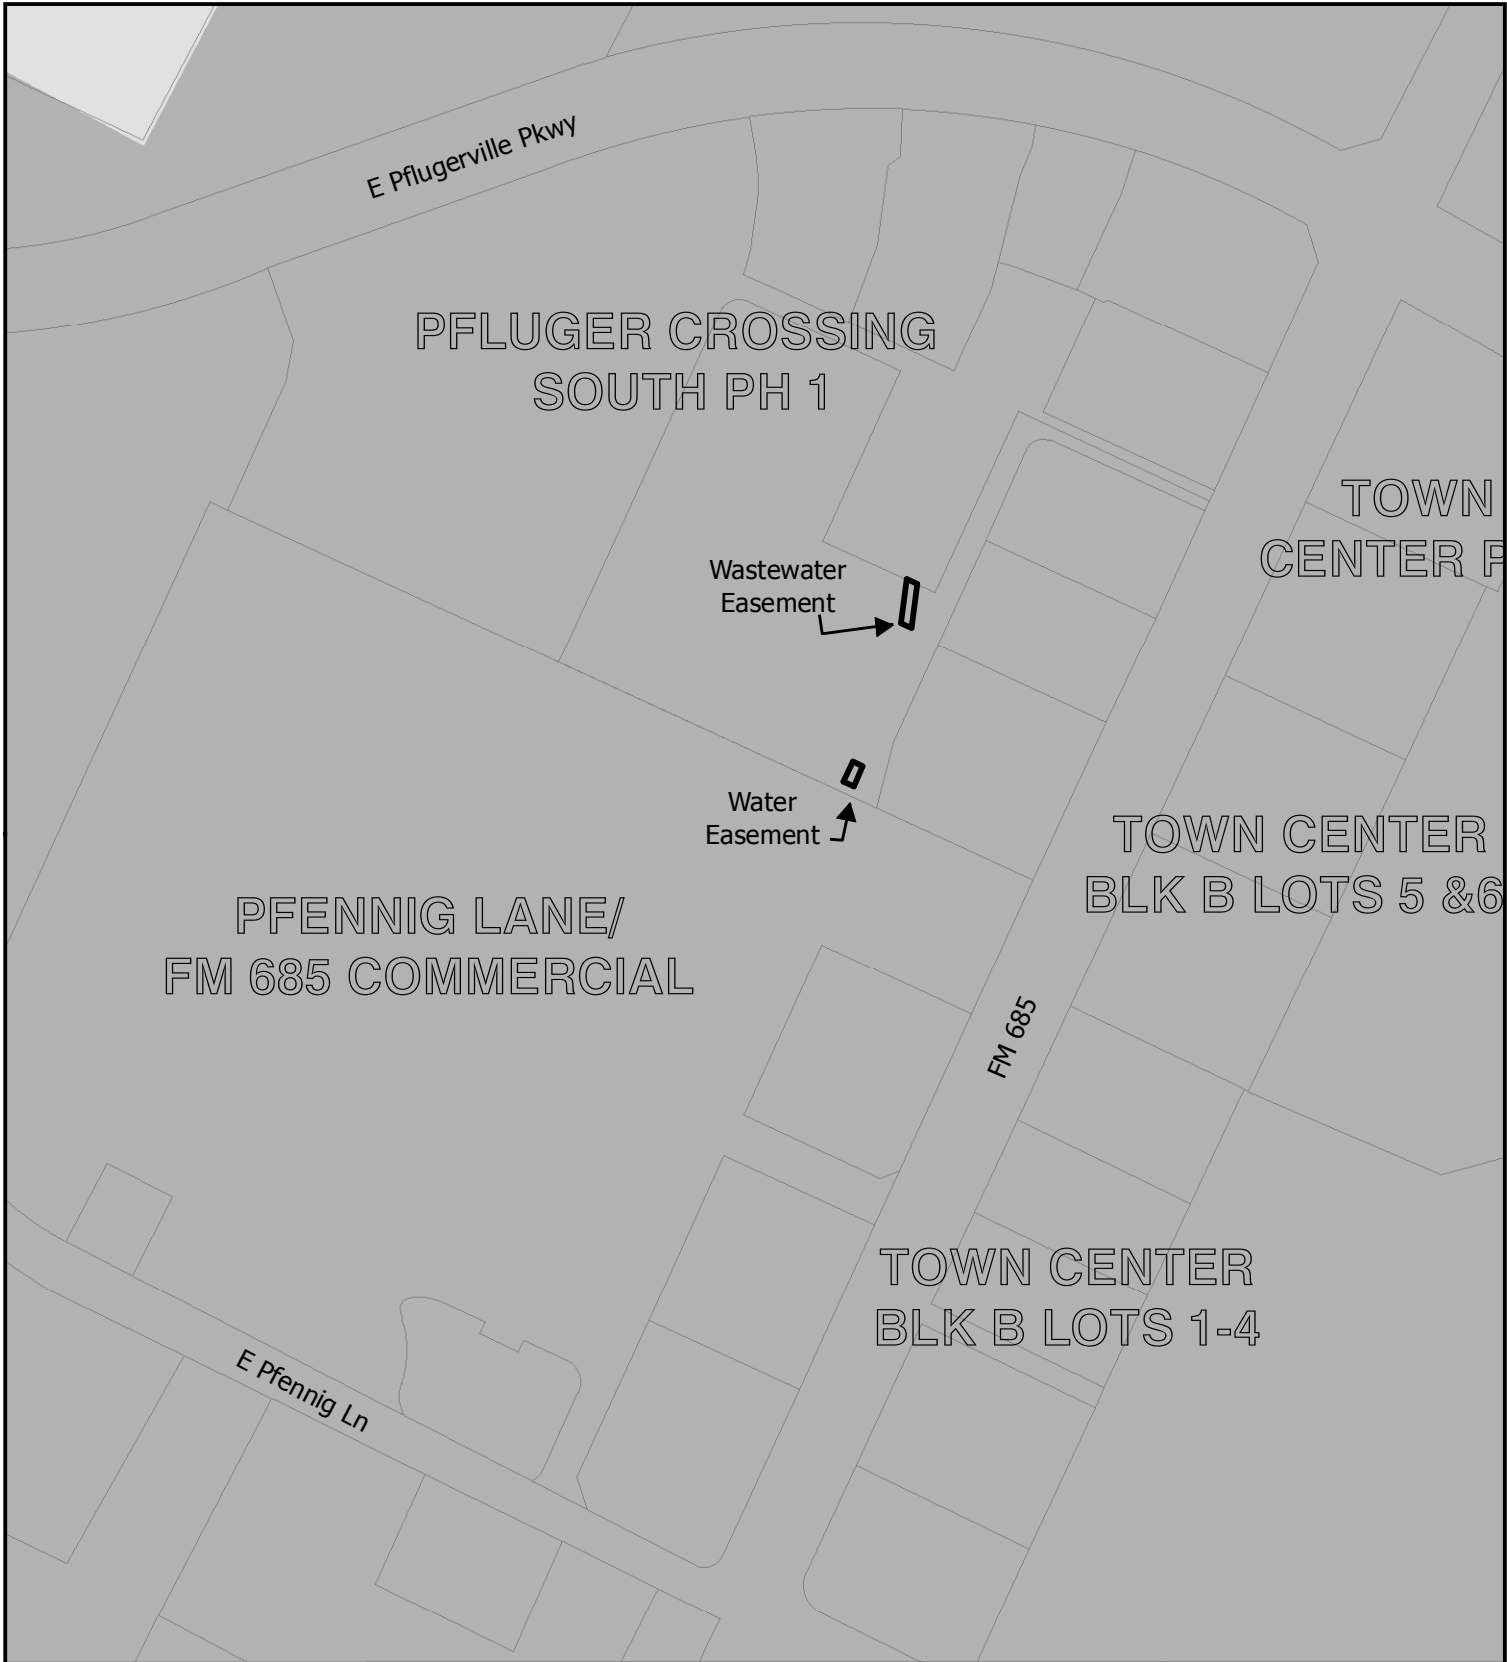 E Pflugerville Pkwy
PFLUGER CROSSING
SOUTH PH 1
TOWN
CENTER P
Wastewater
Easement
Water
Easement
TOWN CENTER
BLK B LOTS 5 &6
PFENNIG LANE/
FM 685 COMMERCIAL
FM 685
TOWN CENTER
BLK B LOTS 1-4
E Pfennig Ln